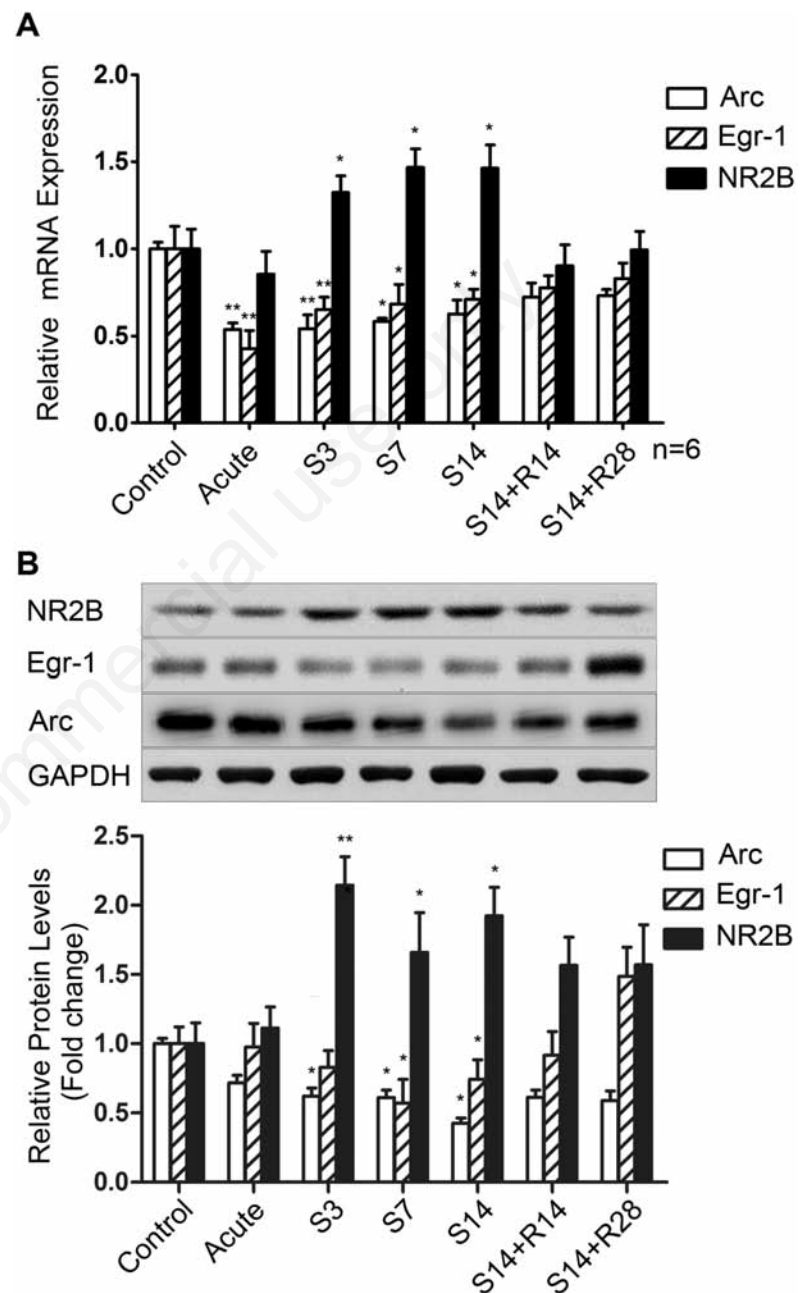 A
2.0
1.5
1.0
0.5
0.0
Relative mRNA Expression
Arc
Egr-1
NR2B
** ** ** ** * * * * * * *
Control Acute S3 S7 S14 S14+R14 S14+R28 n=6
B
NR2B
Egr-1
Arc
GAPDH
2.5
2.0
1.5
1.0
0.5
0.0
Relative Protein Levels
(Fold change)
Arc
Egr-1
NR2B
* ** * * * * * *
Control Acute S3 S7 S14 S14+R14 S14+R28
ommercial use only